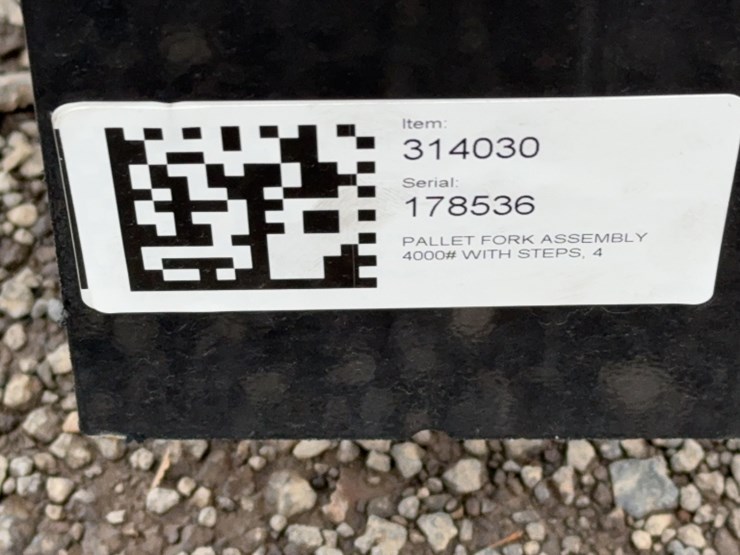 Item:
314030
Serial:
178536
PALLET FORK ASSEMBLY
4000# WITH STEPS, 4